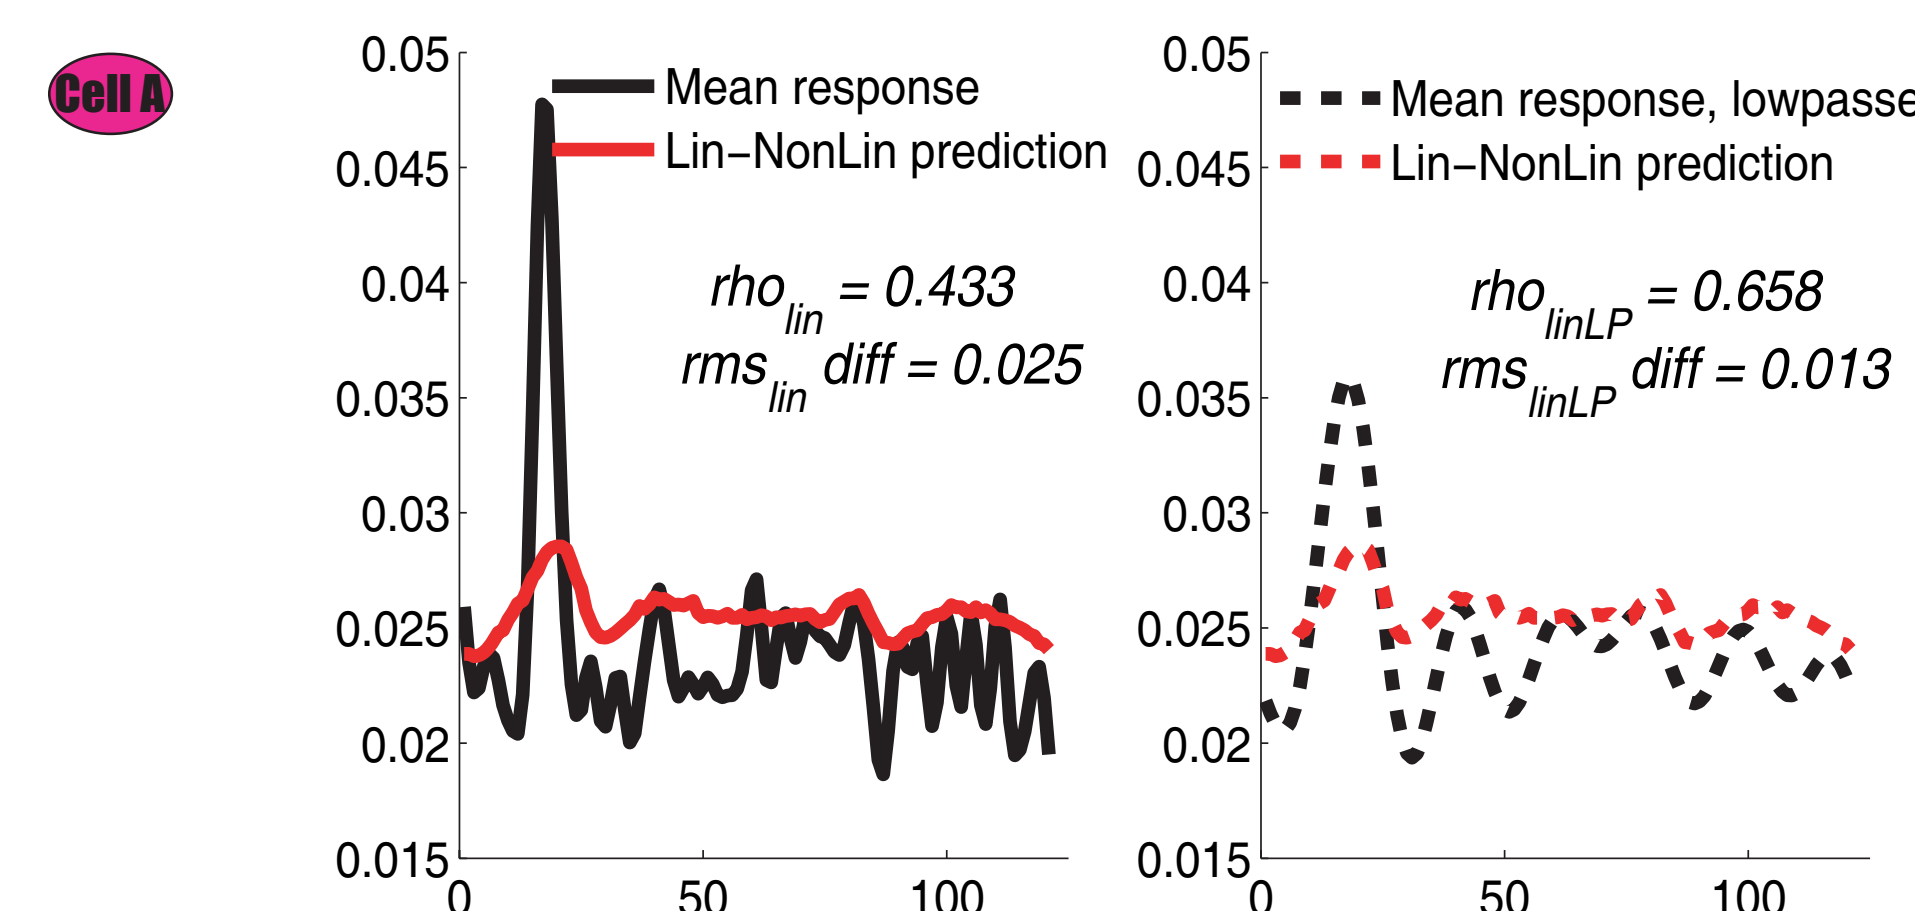 Cell A
0.05
0.045
0.04
0.035
0.03
0.025
0.02
0.015
0 50 100
Mean response
Lin−NonLin prediction
rho_lin = 0.433
rms_lin diff = 0.025
0.05
0.045
0.04
0.035
0.03
0.025
0.02
0.015
0 50 100
Mean response, lowpasse
Lin−NonLin prediction
rho_linLP = 0.658
rms_linLP diff = 0.013